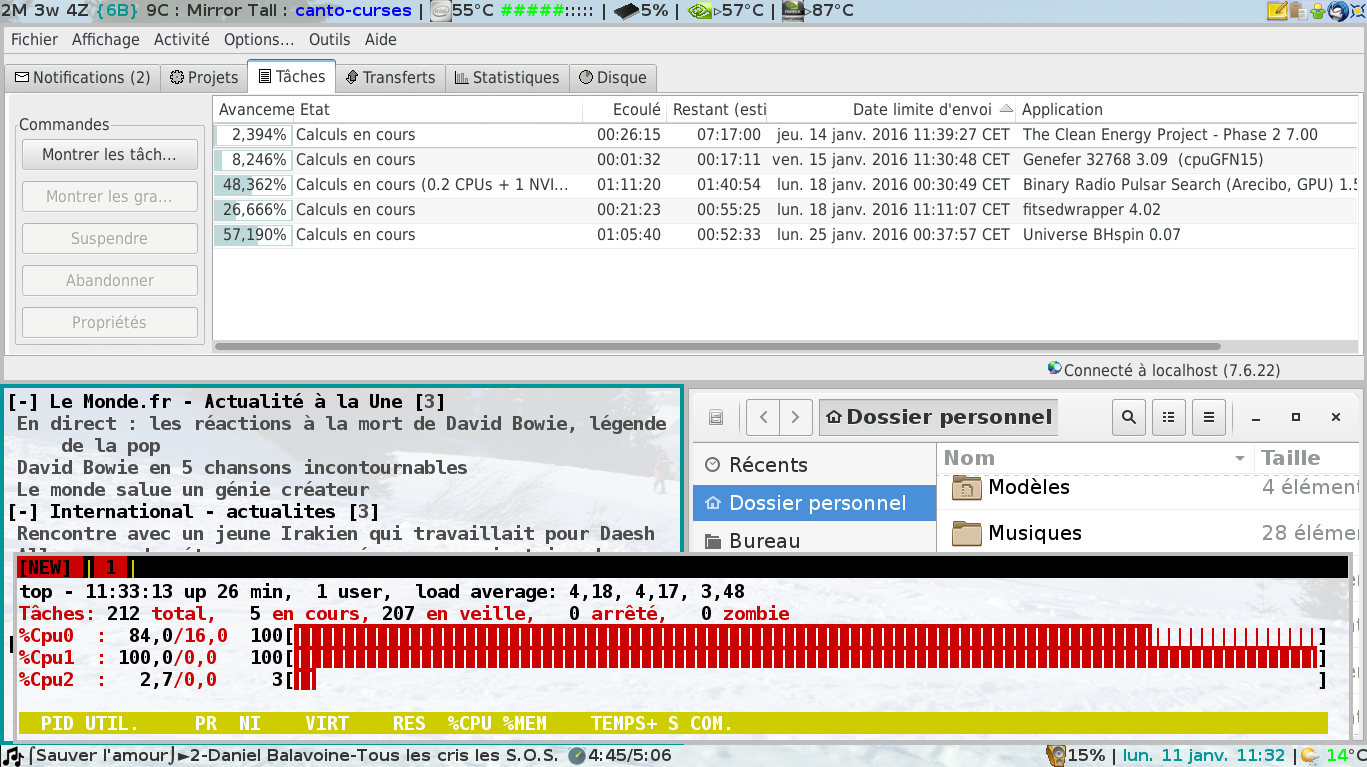 2M 3w 4Z {6B} 9C : Mirror Tall : canto-curses | 55°C #####::::: | 5% | ▹57°C | ▸87°C
Fichier Affichage Activité Options... Outils Aide
Notifications (2) Projets Tâches Transferts Statistiques Disque
Commandes
Montrer les tâch...
Montrer les gra...
Suspendre
Abandonner
Propriétés
Avanceme Etat Ecoulé Restant (esti Date limite d'envoi Application
2,394% Calculs en cours 00:26:15 07:17:00 jeu. 14 janv. 2016 11:39:27 CET The Clean Energy Project - Phase 2 7.00
8,246% Calculs en cours 00:01:32 00:17:11 ven. 15 janv. 2016 11:30:48 CET Genefer 32768 3.09 (cpuGFN15)
48,362% Calculs en cours (0.2 CPUs + 1 NVI... 01:11:20 01:40:54 lun. 18 janv. 2016 00:30:49 CET Binary Radio Pulsar Search (Arecibo, GPU) 1.5
26,666% Calculs en cours 00:21:23 00:55:25 lun. 18 janv. 2016 11:11:07 CET fitsedwrapper 4.02
57,190% Calculs en cours 01:05:40 00:52:33 lun. 25 janv. 2016 00:37:57 CET Universe BHspin 0.07
Connecté à localhost (7.6.22)
[-] Le Monde.fr - Actualité à la Une [3]
En direct : les réactions à la mort de David Bowie, légende
de la pop
David Bowie en 5 chansons incontournables
Le monde salue un génie créateur
[-] International - actualites [3]
Rencontre avec un jeune Irakien qui travaillait pour Daesh
Dossier personnel
Récents
Dossier personnel
Bureau
Nom Taille
Modèles 4 élément
Musiques 28 éléme
[NEW] | 1 |
top - 11:33:13 up 26 min, 1 user, load average: 4,18, 4,17, 3,48
Tâches: 212 total, 5 en cours, 207 en veille, 0 arrêté, 0 zombie
%Cpu0 : 84,0/16,0 100[ ]
%Cpu1 : 100,0/0,0 100[ ]
%Cpu2 : 2,7/0,0 3[ ]
PID UTIL. PR NI VIRT RES %CPU %MEM TEMPS+ S COM.
⌈Sauver l'amour⌋►2-Daniel Balavoine-Tous les cris les S.O.S. 4:45/5:06
15% | lun. 11 janv. 11:32 | 14°C